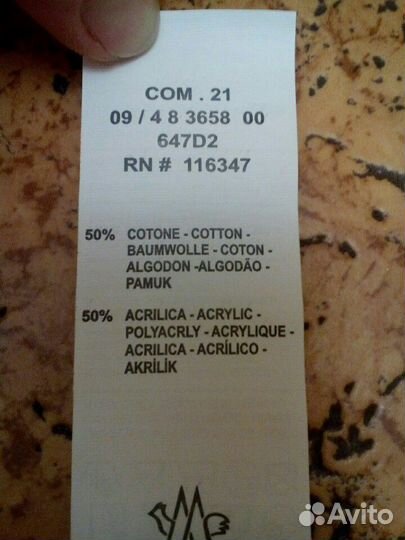 COM . 21
09 / 4 8 3658 00
647D2
RN # 116347
50% COTONE - COTTON -
BAUMWOLLE - COTON -
ALGODON -ALGODÃO -
PAMUK
50% ACRILICA - ACRYLIC -
POLYACRLY - ACRYLIQUE -
ACRILICA - ACRÍLICO -
AKRİLİK
Avito